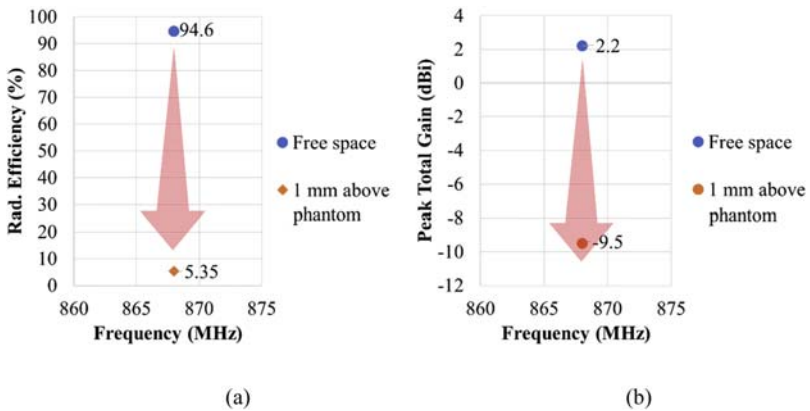 100
90
80
70
60
50
40
30
20
10
0
Rad. Efficiency (%)
94.6
5.35
860 865 870 875
Frequency (MHz)
Free space
1 mm above
phantom
(a)
4
2
0
-2
-4
-6
-8
-10
-12
Peak Total Gain (dBi)
2.2
-9.5
860 865 870 875
Frequency (MHz)
Free space
1 mm above
phantom
(b)